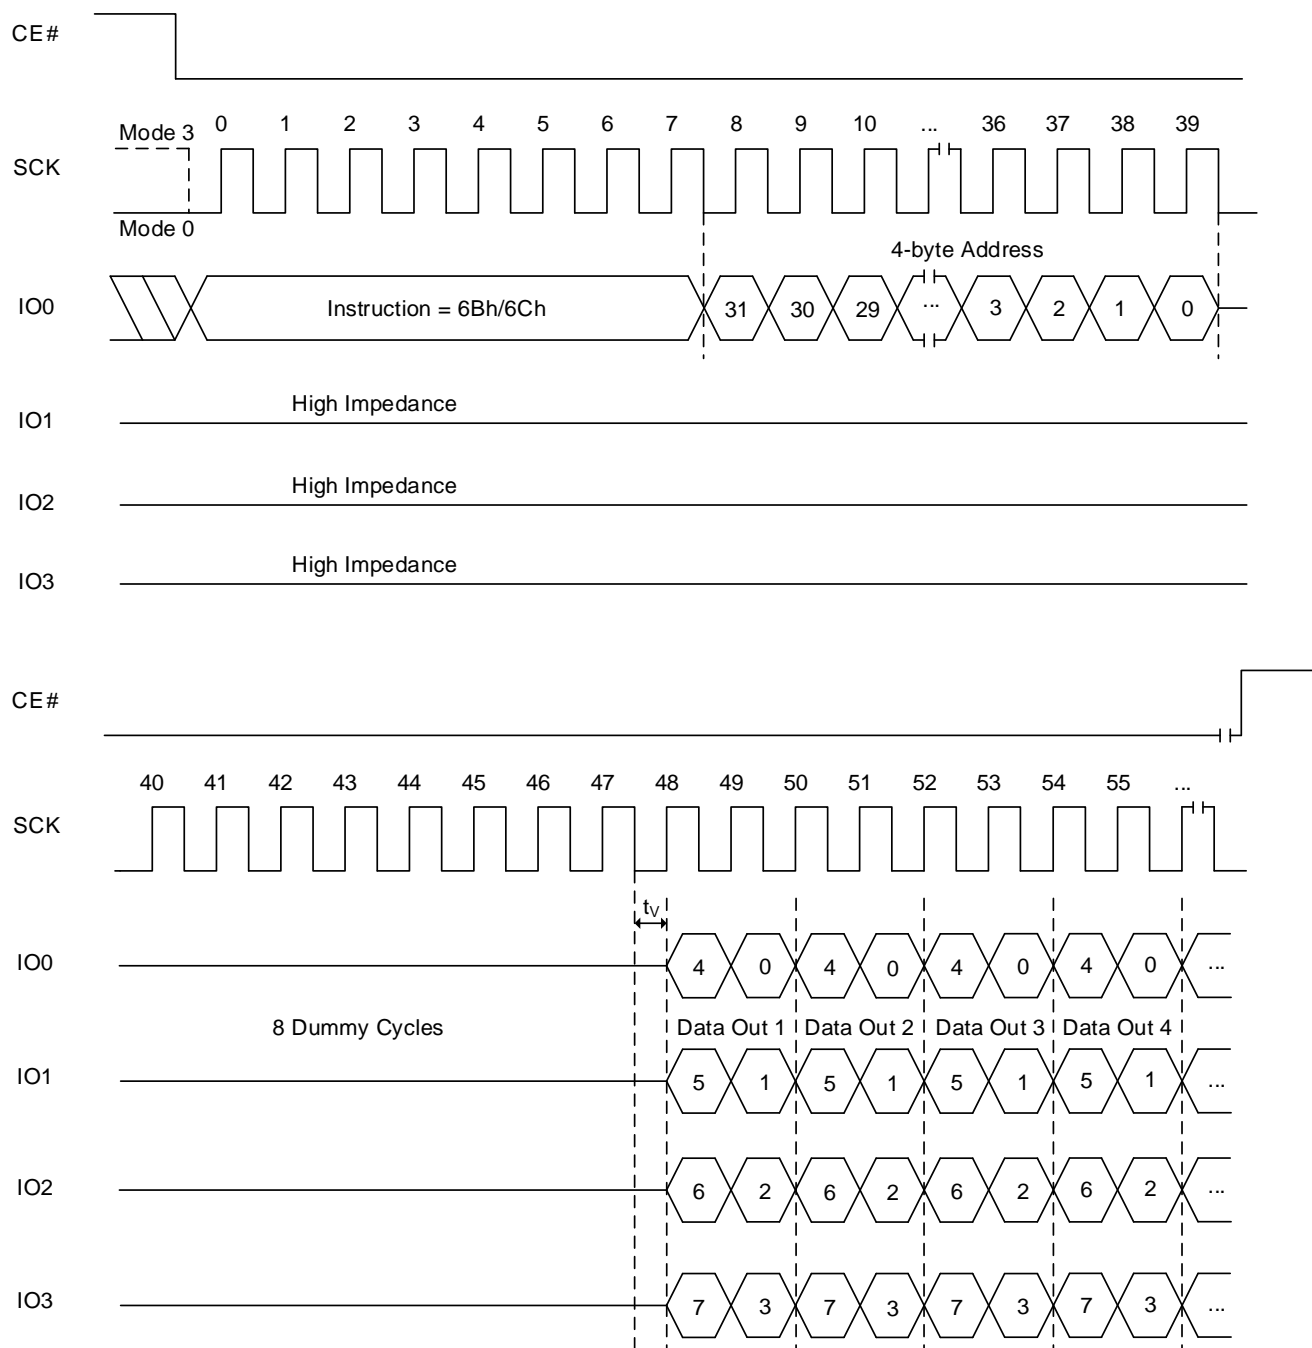 CE#
Mode 3 0 1 2 3 4 5 6 7 8 9 10 ... 36 37 38 39
SCK
Mode 0
4-byte Address
IO0 Instruction = 6Bh/6Ch 31 30 29 ... 3 2 1 0
High Impedance
IO1
High Impedance
IO2
High Impedance
IO3
CE#
40 41 42 43 44 45 46 47 48 49 50 51 52 53 54 55 ...
SCK
tV
IO0 4 0 4 0 4 0 4 0 ...
8 Dummy Cycles Data Out 1 Data Out 2 Data Out 3 Data Out 4
IO1 5 1 5 1 5 1 5 1 ...
IO2 6 2 6 2 6 2 6 2 ...
IO3 7 3 7 3 7 3 7 3 ...